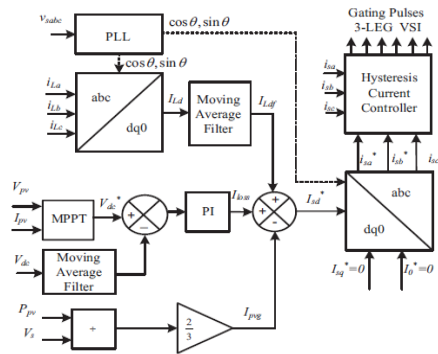 cosθ, sinθ
Gating Pulses
3-LEG VSI
v_sabc
PLL
cosθ, sinθ
i_sa
i_sb
i_sc
Hysteresis
Current
Controller
i_La
i_Lb
i_Lc
abc
dq0
I_Ld
Moving
Average
Filter
I_Ldf
i_sa*
i_sb*
i_sc
V_pv
I_pv
MPPT
V_dc*
+
−
PI
I_loss
+
+
-
I_sd*
abc
dq0
V_dc
Moving
Average
Filter
I_sq*=0
I_0*=0
P_pv
V_s
÷
2
3
I_pvg